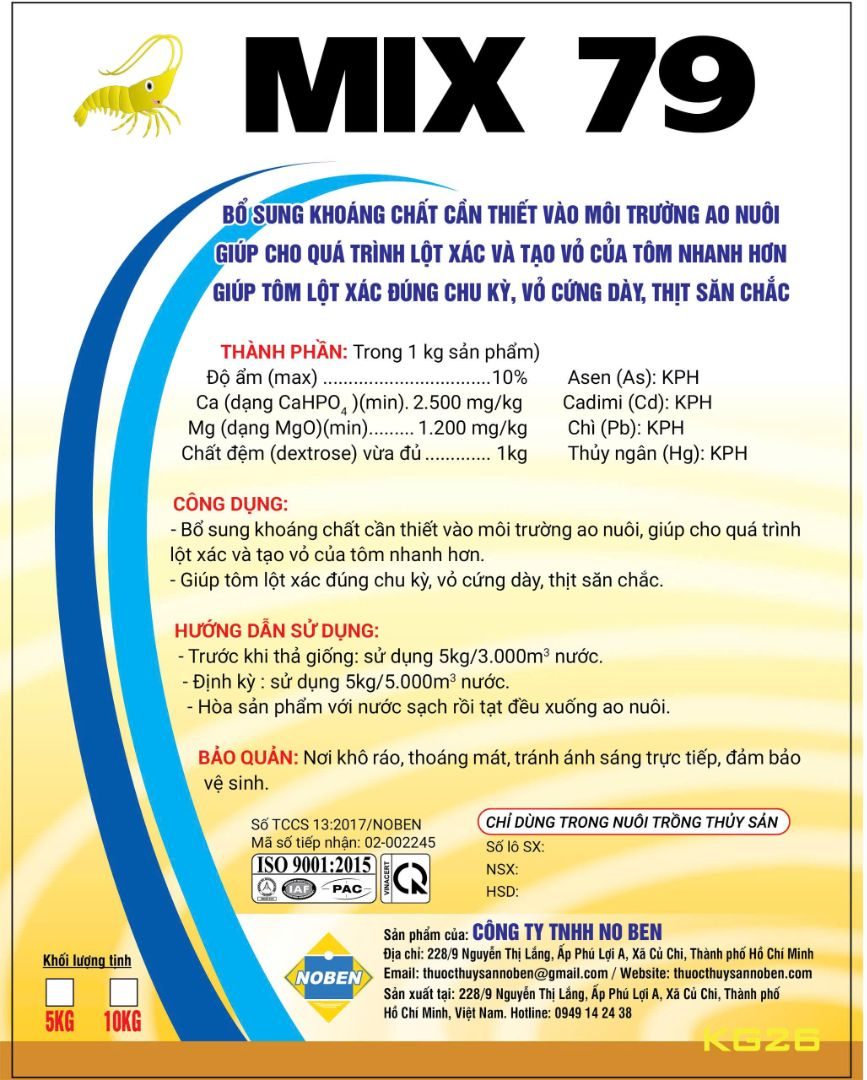 MIX 79
BỔ SUNG KHOÁNG CHẤT CẦN THIẾT VÀO MÔI TRƯỜNG AO NUÔI
GIÚP CHO QUÁ TRÌNH LỘT XÁC VÀ TẠO VỎ CỦA TÔM NHANH HƠN
GIÚP TÔM LỘT XÁC ĐÚNG CHU KỲ, VỎ CỨNG DÀY, THỊT SĂN CHẮC
THÀNH PHẦN: Trong 1 kg sản phẩm)
Độ ẩm (max) .................................10% Asen (As): KPH
Ca (dạng CaHPO₄ )(min). 2.500 mg/kg Cadimi (Cd): KPH
Mg (dạng MgO)(min)......... 1.200 mg/kg Chì (Pb): KPH
Chất đệm (dextrose) vừa đủ ............. 1kg Thủy ngân (Hg): KPH
CÔNG DỤNG:
- Bổ sung khoáng chất cần thiết vào môi trường ao nuôi, giúp cho quá trình
lột xác và tạo vỏ của tôm nhanh hơn.
- Giúp tôm lột xác đúng chu kỳ, vỏ cứng dày, thịt săn chắc.
HƯỚNG DẪN SỬ DỤNG:
- Trước khi thả giống: sử dụng 5kg/3.000m³ nước.
- Định kỳ : sử dụng 5kg/5.000m³ nước.
- Hòa sản phẩm với nước sạch rồi tạt đều xuống ao nuôi.
BẢO QUẢN: Nơi khô ráo, thoáng mát, tránh ánh sáng trực tiếp, đảm bảo
vệ sinh.
Số TCCS 13:2017/NOBEN
Mã số tiếp nhận: 02-002245
ISO 9001:2015
IAF
PAC
VINACERT
CHỈ DÙNG TRONG NUÔI TRỒNG THỦY SẢN
Số lô SX:
NSX:
HSD:
Khối lượng tịnh
5KG 10KG
NOBEN
Sản phẩm của: CÔNG TY TNHH NO BEN
Địa chỉ: 228/9 Nguyễn Thị Lắng, Ấp Phú Lợi A, Xã Củ Chi, Thành phố Hồ Chí Minh
Email: thuocthuysannoben@gmail.com / Website: thuocthuysannoben.com
Sản xuất tại: 228/9 Nguyễn Thị Lắng, Ấp Phú Lợi A, Xã Củ Chi, Thành phố
Hồ Chí Minh, Việt Nam. Hotline: 0949 14 24 38
KG26